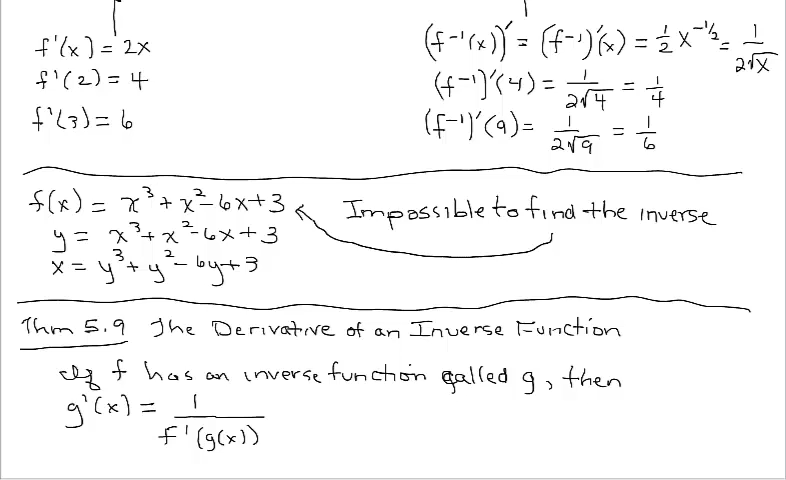 f'(x) = 2x
f'(2) = 4
f'(3) = 6
(f⁻¹(x))' = (f⁻¹)'(x) = 1/2 x^(-1/2) = 1/(2√x)
(f⁻¹)'(4) = 1/(2√4) = 1/4
(f⁻¹)'(9) = 1/(2√9) = 1/6
f(x) = x³ + x² - 6x + 3
Impossible to find the inverse
y = x³ + x² - 6x + 3
x = y³ + y² - 6y + 3
Thm 5.9 The Derivative of an Inverse Function
If f has an inverse function called g, then
g'(x) = 1/(f'(g(x)))